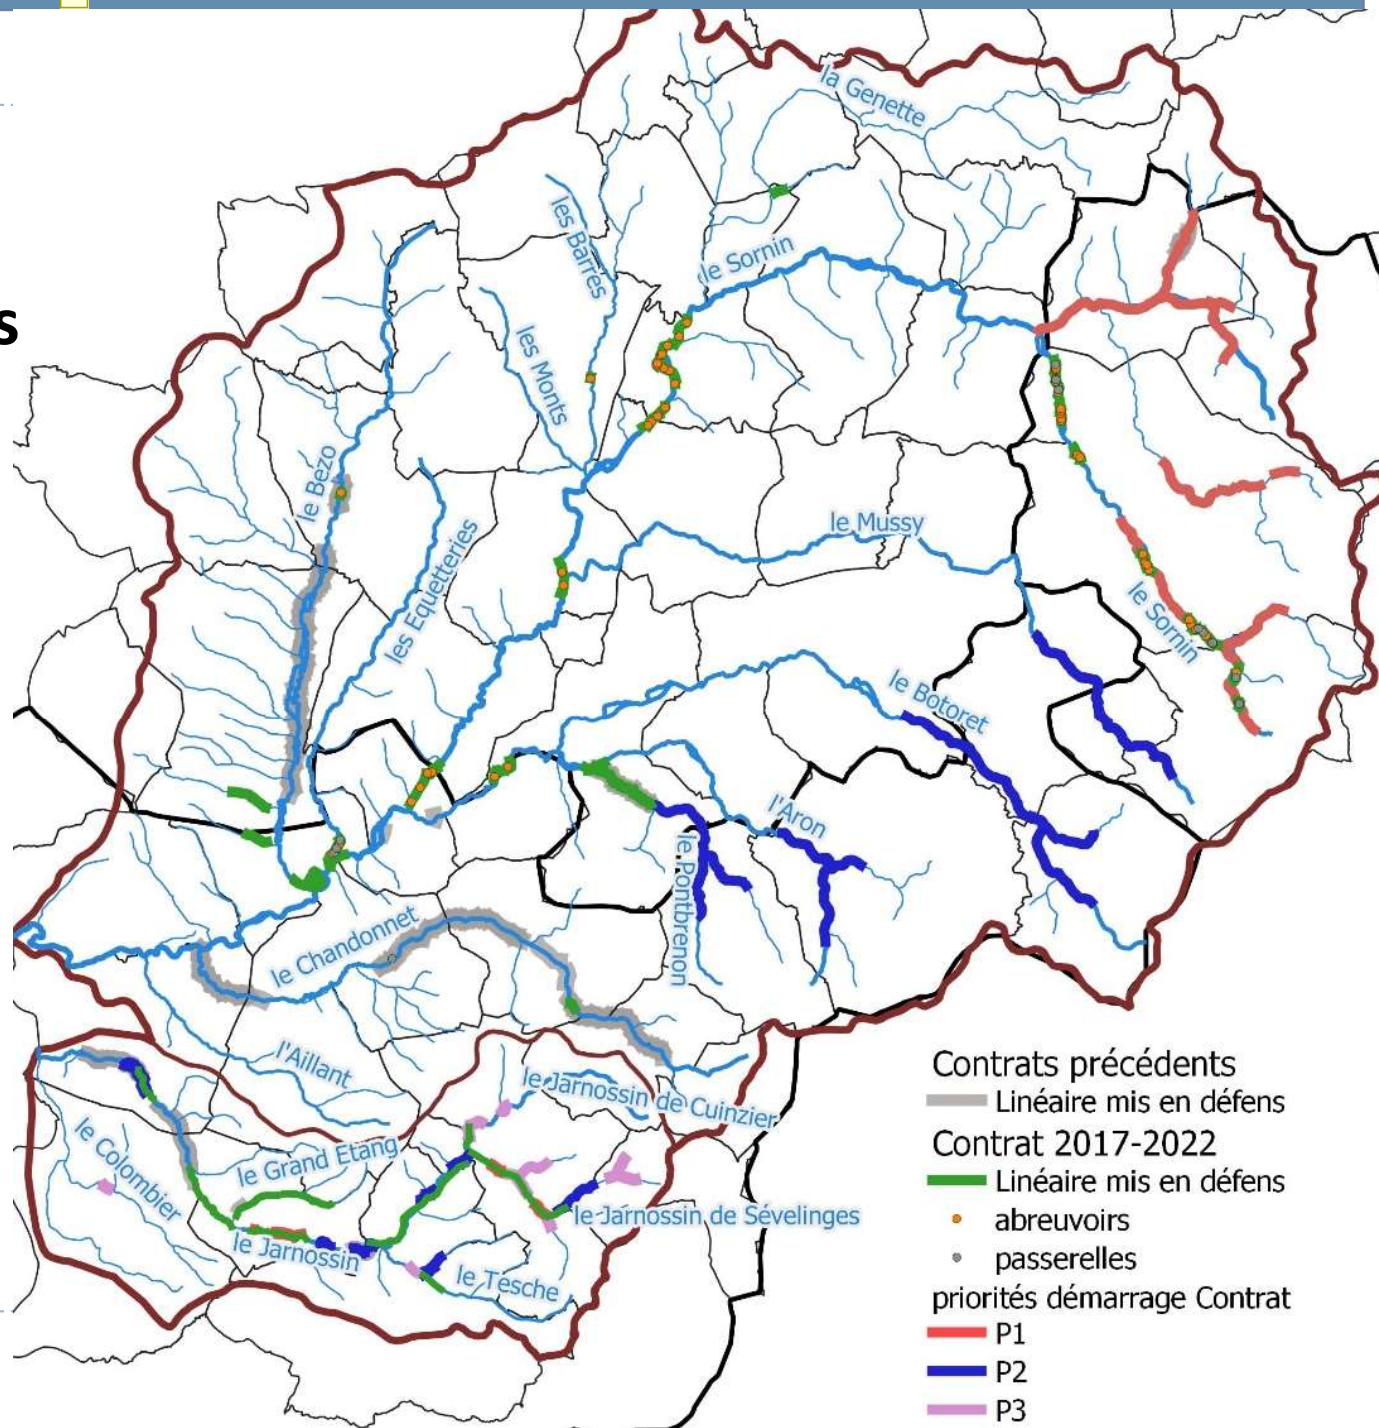 la Genette
les Barres
le Sornin
s
les Monts
le Bezo
le Mussy
les Equetteries
le Sornin
le Botoret
l'Aron
le Pontbrenon
le Chandonnet
l'Aillant
le Jarnossin de Cuinzier
le Colombier
le Grand Etang
le Jarnossin de Sévelinges
le Jarnossin
le Tesche
Contrats précédents
Linéaire mis en défens
Contrat 2017-2022
Linéaire mis en défens
abreuvoirs
passerelles
priorités démarrage Contrat
P1
P2
P3